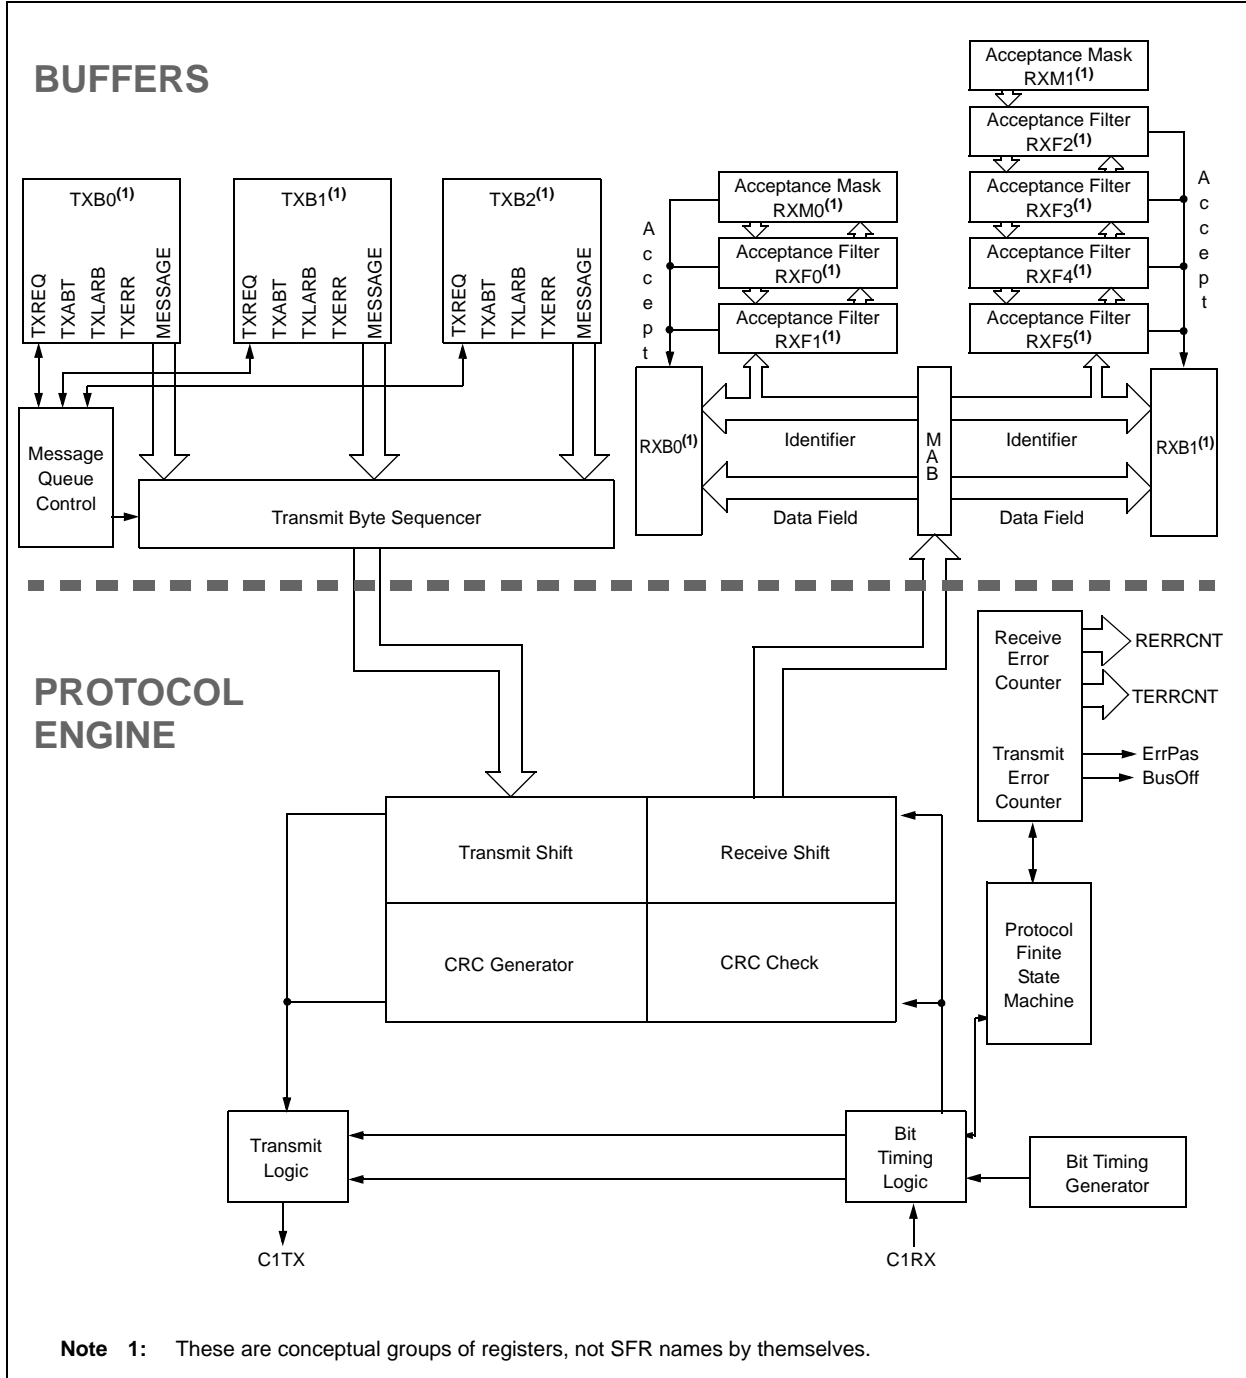 BUFFERS
Acceptance Mask
RXM1(1)
Acceptance Filter
RXF2(1)
Acceptance Filter
RXF3(1)
Acceptance Filter
RXF4(1)
Acceptance Filter
RXF5(1)
Accept
Acceptance Mask
RXM0(1)
Acceptance Filter
RXF0(1)
Acceptance Filter
RXF1(1)
Accept
TXB0(1)
TXREQ
TXABT
TXLARB
TXERR
MESSAGE
TXB1(1)
TXREQ
TXABT
TXLARB
TXERR
MESSAGE
TXB2(1)
TXREQ
TXABT
TXLARB
TXERR
MESSAGE
Message
Queue
Control
Transmit Byte Sequencer
RXB0(1)
Identifier
Data Field
MAB
Identifier
Data Field
RXB1(1)
PROTOCOL
ENGINE
Receive
Error
Counter
Transmit
Error
Counter
RERRCNT
TERRCNT
ErrPas
BusOff
Transmit Shift
Receive Shift
CRC Generator
CRC Check
Protocol
Finite
State
Machine
Transmit
Logic
Bit
Timing
Logic
Bit Timing
Generator
C1TX
C1RX
Note 1: These are conceptual groups of registers, not SFR names by themselves.